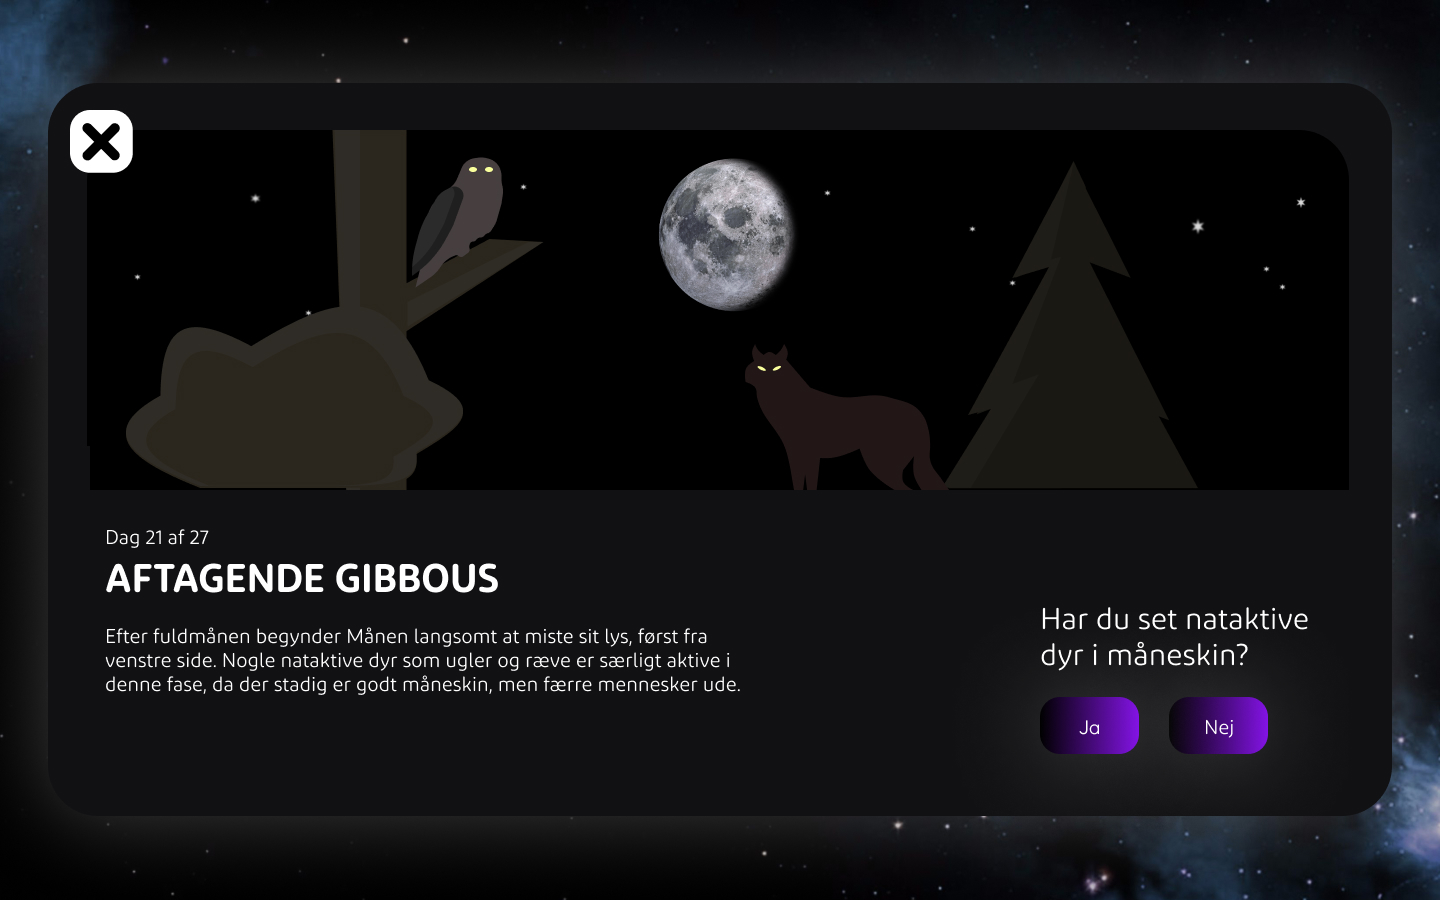 Dag 21 af 27
AFTAGENDE GIBBOUS
Efter fuldmånen begynder Månen langsomt at miste sit lys, først fra
venstre side. Nogle nataktive dyr som ugler og ræve er særligt aktive i
denne fase, da der stadig er godt måneskin, men færre mennesker ude.
Har du set nataktive
dyr i måneskin?
Ja
Nej